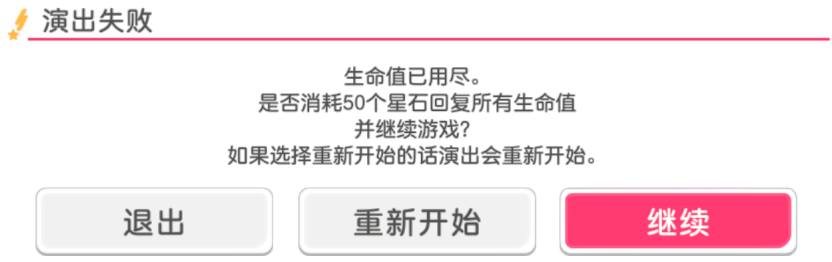 演出失败
生命值已用尽。
是否消耗50个星石回复所有生命值
并继续游戏?
如果选择重新开始的话演出会重新开始。
退出
重新开始
继续